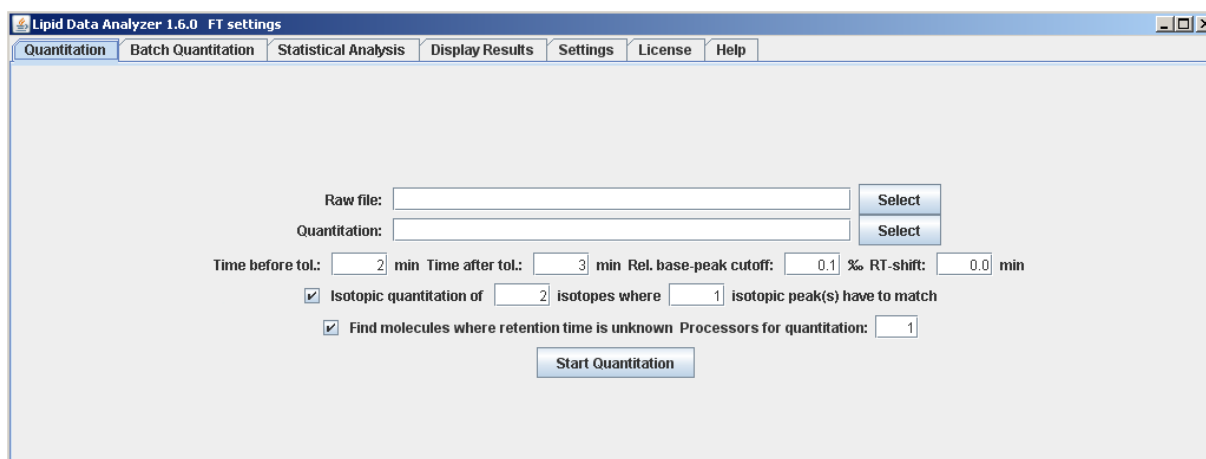 Lipid Data Analyzer 1.6.0 FT settings
Quantitation Batch Quantitation Statistical Analysis Display Results Settings License Help
Raw file: Select
Quantitation: Select
Time before tol.: 2 min Time after tol.: 3 min Rel. base-peak cutoff: 0.1 ‰ RT-shift: 0.0 min
Isotopic quantitation of 2 isotopes where 1 isotopic peak(s) have to match
Find molecules where retention time is unknown Processors for quantitation: 1
Start Quantitation